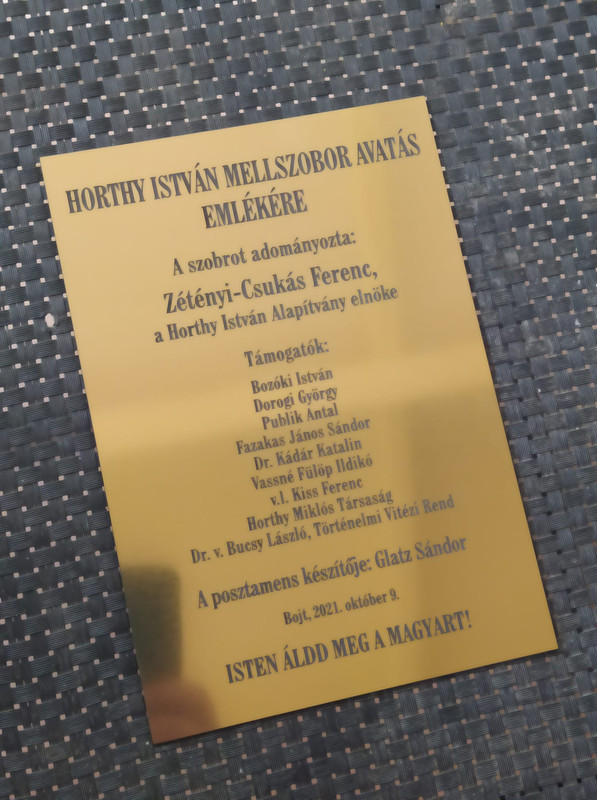 HORTHY ISTVÁN MELLSZOBOR AVATÁS
EMLÉKÉRE
A szobrot adományozta:
Zétényi-Csukás Ferenc,
a Horthy István Alapítvány elnöke
Támogatók:
Bozóki István
Dorogi György
Publik Antal
Fazakas János Sándor
Dr. Kádár Katalin
Vassné Fülöp Ildikó
v.l. Kiss Ferenc
Horthy Miklós Társaság
Dr. v. Bucsy László, Történelmi Vitézi Rend
A posztamens készítője: Glatz Sándor
Bojt, 2021. október 9.
ISTEN ÁLDD MEG A MAGYART!